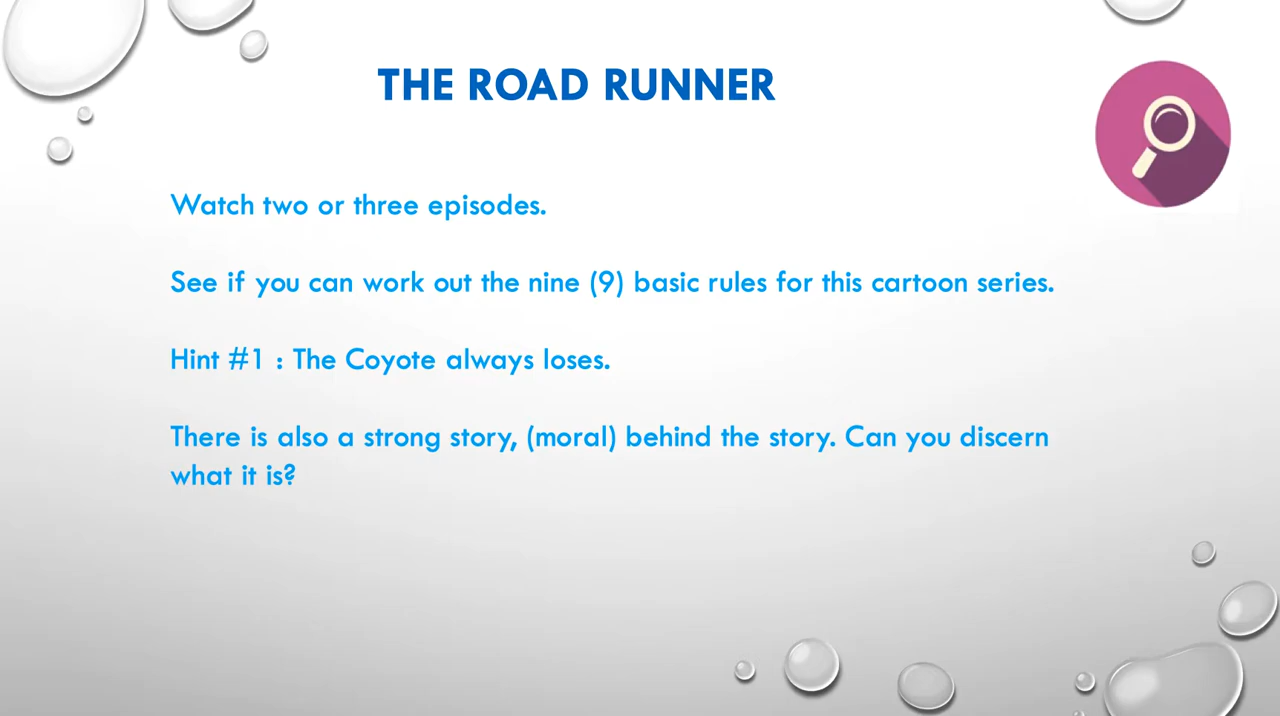 THE ROAD RUNNER
Watch two or three episodes.
See if you can work out the nine (9) basic rules for this cartoon series.
Hint #1 : The Coyote always loses.
There is also a strong story, (moral) behind the story. Can you discern
what it is?